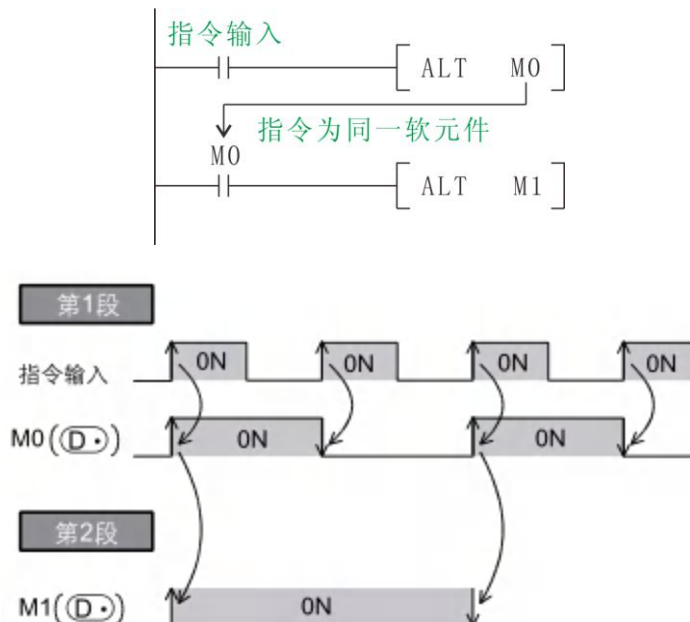 指令输入
ALT M0
指令为同一软元件
M0
ALT M1
第1段
指令输入 ON ON ON ON
M0(D·) ON ON
第2段
M1(D·) ON